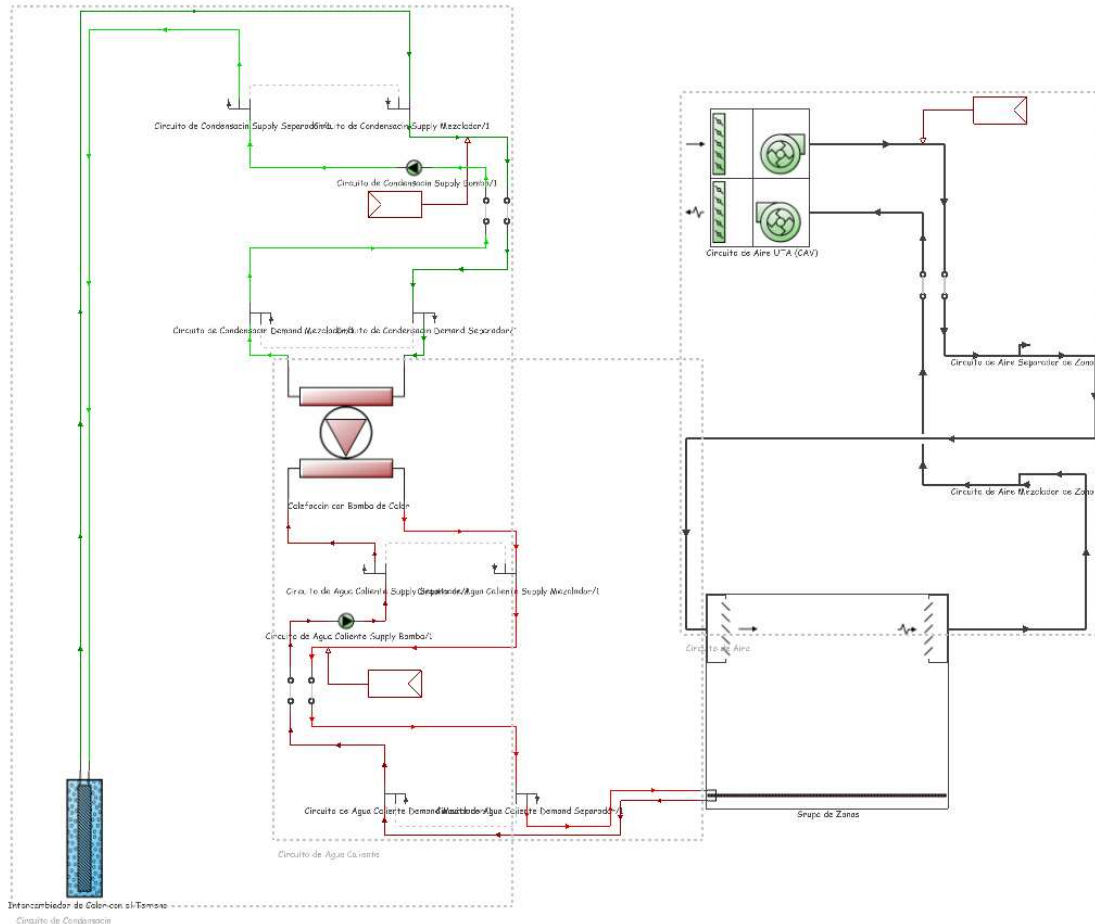 Circuito de Condensacin Supply Mezclador/1
Circuito de Condensacin Supply Separador
Circuito de Condensacin Supply Bomba/1
Circuito de Aire UTA (CAV)
Circuito de Condensacin Demand Mezclador
Circuito de Condensacin Demand Separador/
Circuito de Aire Separador de Zona
Circuito de Aire Mezclador de Zona
Calefaccin con Bomba de Calor
Circuito de Agua Caliente Supply Separador
Circuito de Agua Caliente Supply Mezclador/1
Circuito de Agua Caliente Supply Bomba/1
Circuito de Aire
Circuito de Agua Caliente Demand Mezclador
Circuito de Agua Caliente Demand Separador/1
Grupo de Zonas
Circuito de Agua Caliente
Intercambiador de Calor con el Terreno
Circuito de Condensacin